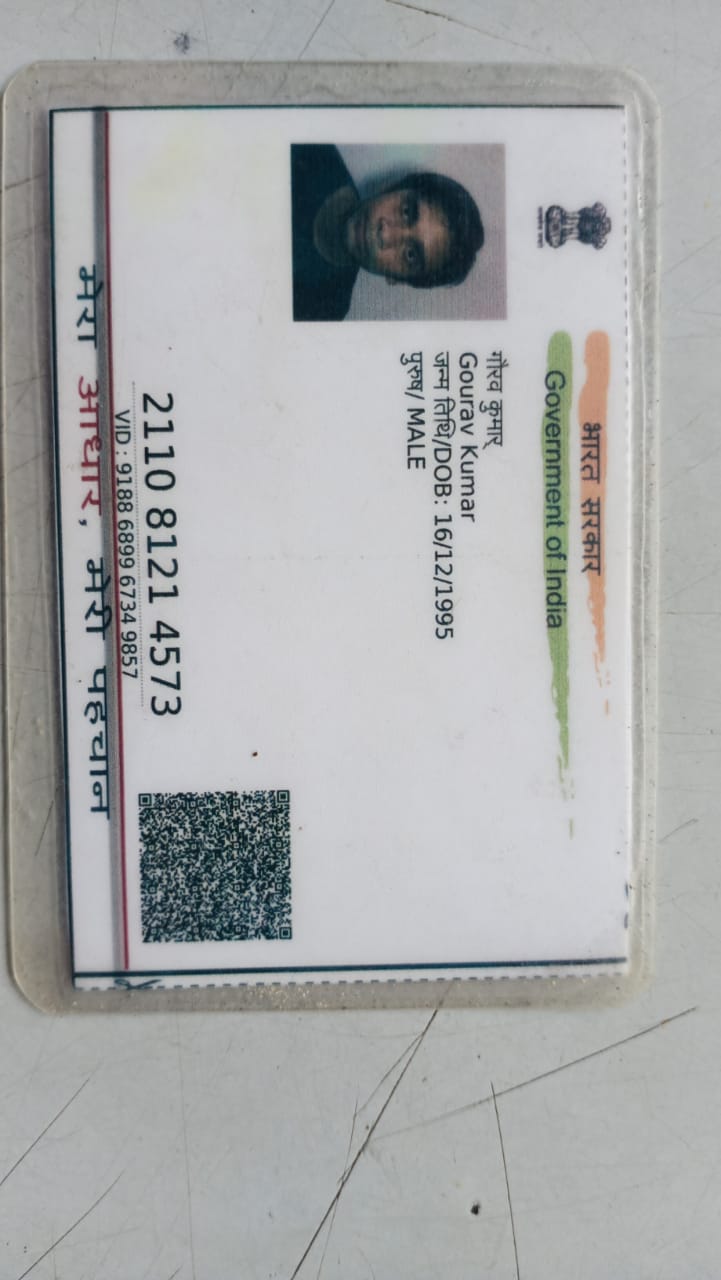 भारत सरकार
Government of India
गौरव कुमार
Gourav Kumar
जन्म तिथि/DOB: 16/12/1995
पुरुष/ MALE
2110 8121 4573
VID : 9188 6899 6734 9857
मेरा आधार, मेरी पहचान